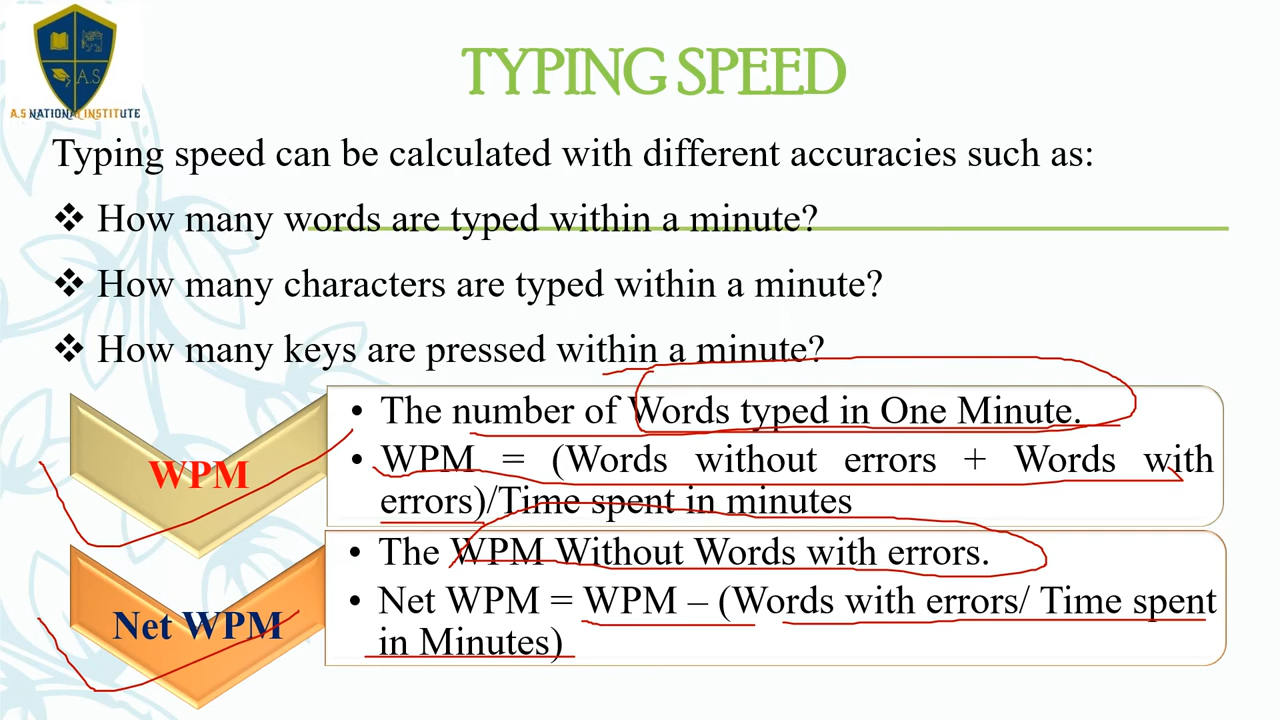 A.S
A.S NATIONAL INSTITUTE
TYPING SPEED
Typing speed can be calculated with different accuracies such as:
❖ How many words are typed within a minute?
❖ How many characters are typed within a minute?
❖ How many keys are pressed within a minute?
WPM
• The number of Words typed in One Minute.
• WPM = (Words without errors + Words with
errors)/Time spent in minutes
Net WPM
• The WPM Without Words with errors.
• Net WPM = WPM – (Words with errors/ Time spent
in Minutes)